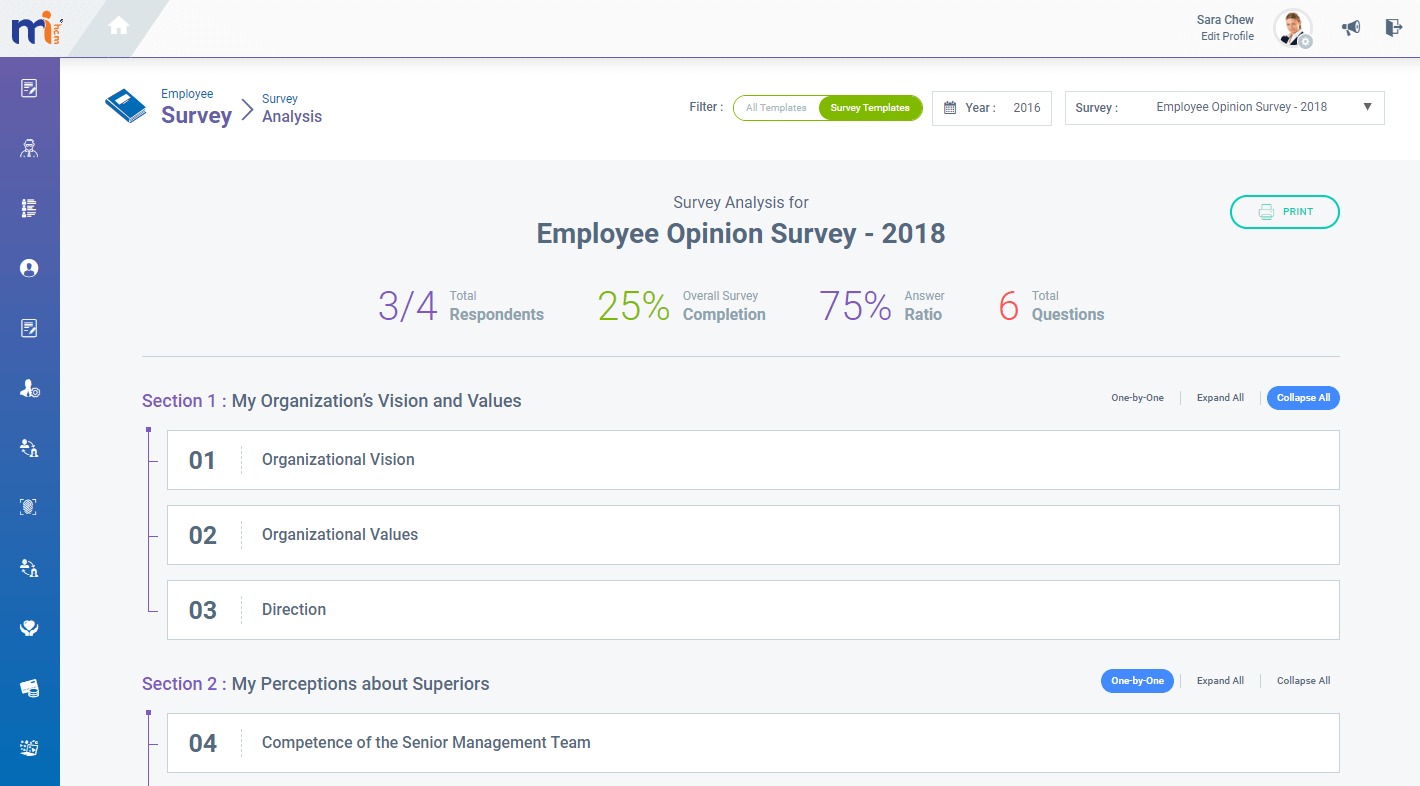 mi hcm
Sara Chew
Edit Profile
Employee
Survey
Survey
Analysis
Filter :
All Templates
Survey Templates
Year : 2016
Survey : Employee Opinion Survey - 2018 ▼
Survey Analysis for
Employee Opinion Survey - 2018
PRINT
3/4 Total Respondents
25% Overall Survey Completion
75% Answer Ratio
6 Total Questions
Section 1 : My Organization’s Vision and Values
One-by-One | Expand All | Collapse All
01 Organizational Vision
02 Organizational Values
03 Direction
Section 2 : My Perceptions about Superiors
One-by-One | Expand All | Collapse All
04 Competence of the Senior Management Team